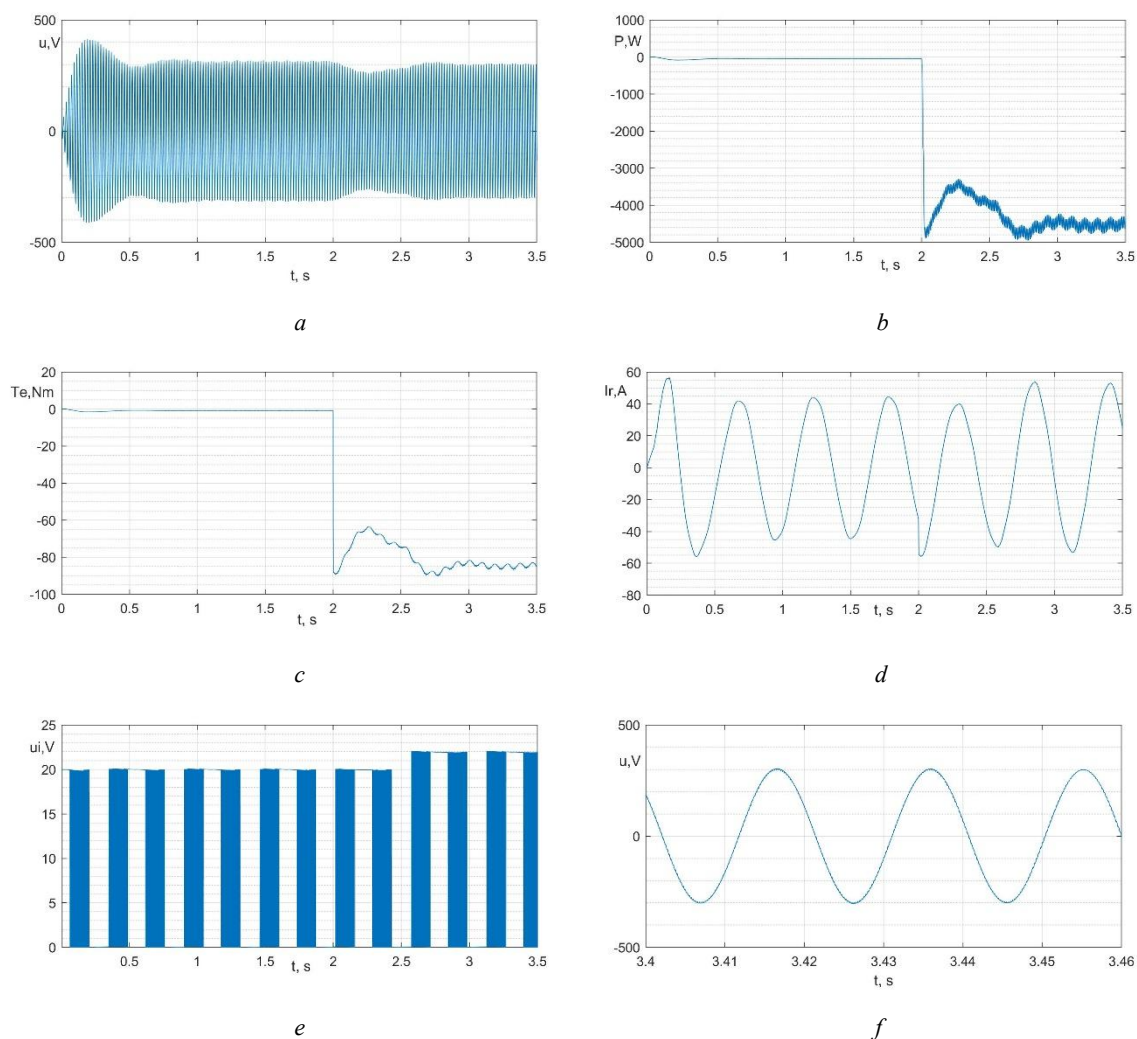 500
u,V
0
-500
0 0.5 1 1.5 2 2.5 3 3.5
t, s
a
1000
P,W
0
-1000
-2000
-3000
-4000
-5000
0 0.5 1 1.5 2 2.5 3 3.5
t, s
b
20
Te,Nm
0
-20
-40
-60
-80
-100
0 0.5 1 1.5 2 2.5 3 3.5
t, s
c
60
Ir,A
40
20
0
-20
-40
-60
-80
0 0.5 1 1.5 2 2.5 3 3.5
t, s
d
25
ui,V
20
15
10
5
0
0.5 1 1.5 2 2.5 3 3.5
t, s
e
500
u,V
0
-500
3.4 3.41 3.42 3.43 3.44 3.45 3.46
t, s
f